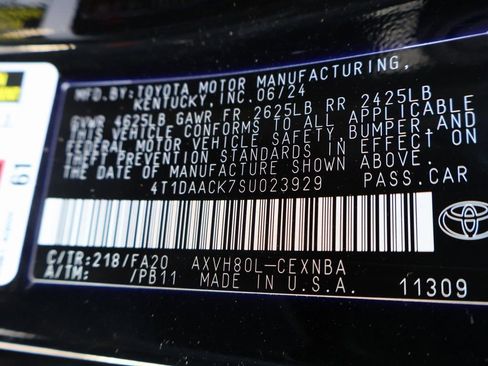 MFD.BY:TOYOTA MOTOR MANUFACTURING,
KENTUCKY,INC.06/24
GVWR 4625LB GAWR FR 2625LB RR 2425LB
THIS VEHICLE CONFORMS TO ALL APPLICABLE
FEDERAL MOTOR VEHICLE SAFETY,BUMPER,AND
THEFT PREVENTION STANDARDS IN EFFECT ON
THE DATE OF MANUFACTURE SHOWN ABOVE.
4T1DAACK7SU023929 PASS.CAR
C/TR:218/FA20 AXVH80L-CEXNBA
A/TM: /PB11 MADE IN U.S.A. 11309
61